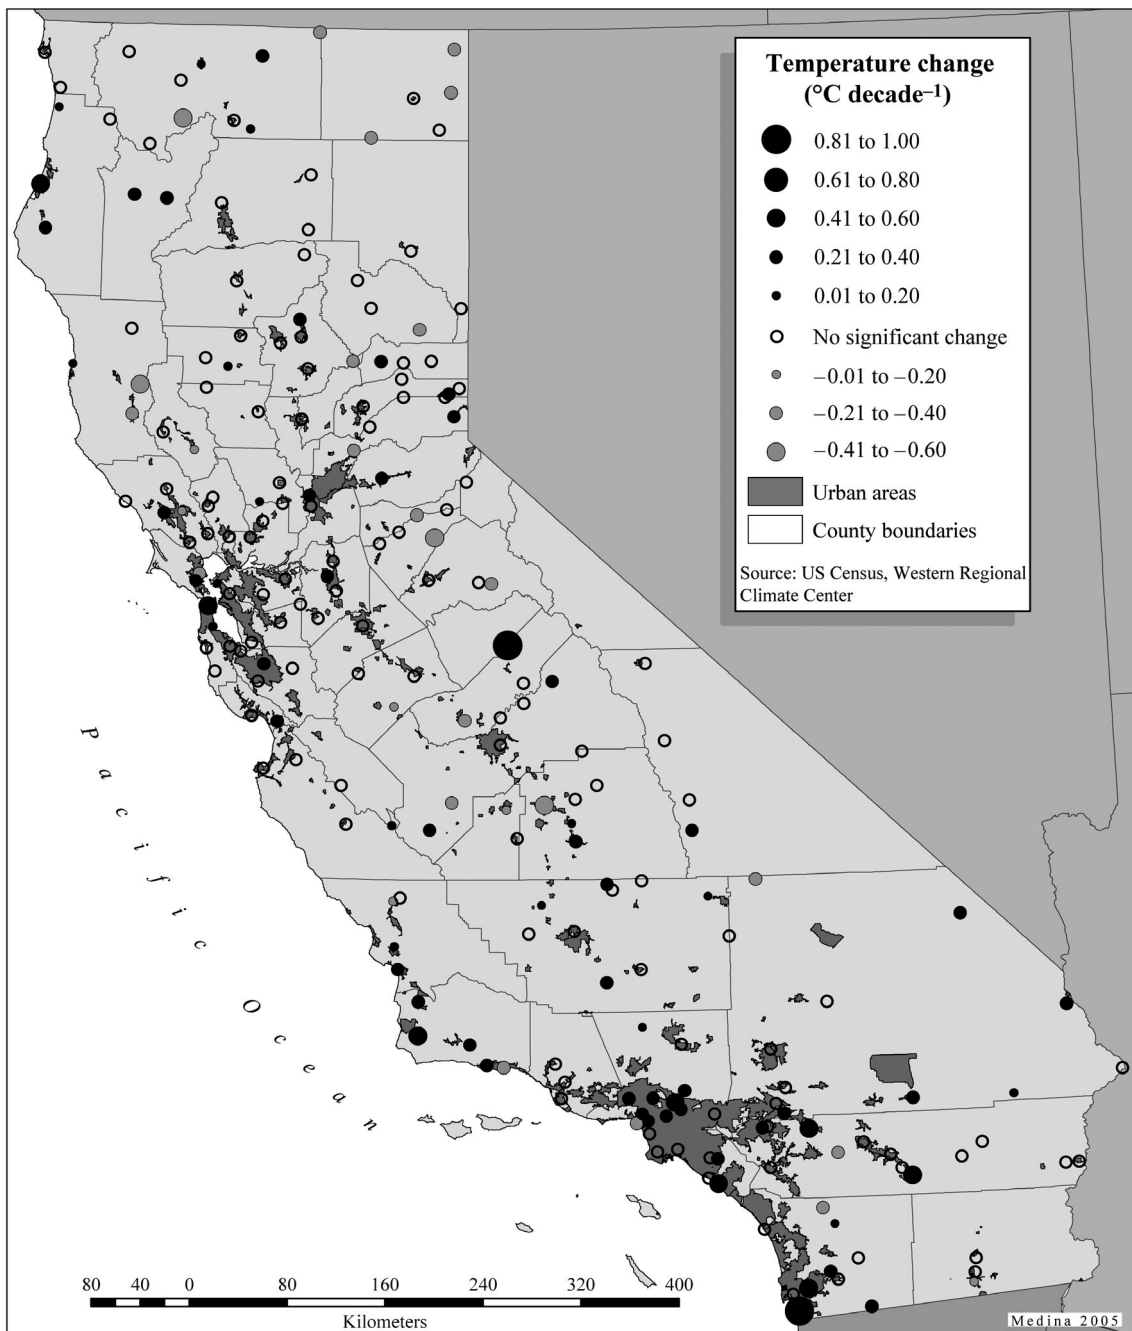 Temperature change
(°C decade⁻¹)
0.81 to 1.00
0.61 to 0.80
0.41 to 0.60
0.21 to 0.40
0.01 to 0.20
No significant change
−0.01 to −0.20
−0.21 to −0.40
−0.41 to −0.60
Urban areas
County boundaries
Source: US Census, Western Regional
Climate Center
Pacific Ocean
80 40 0 80 160 240 320 400
Kilometers
Medina 2005